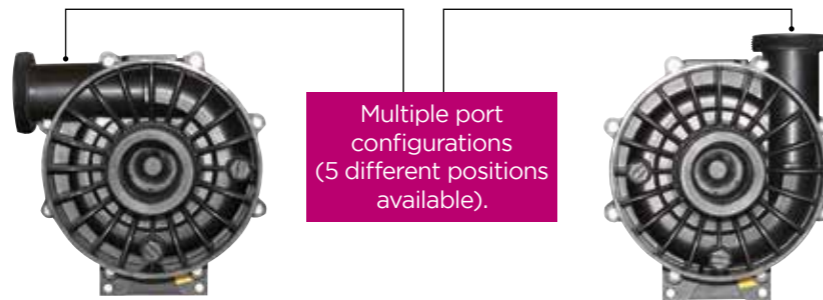 Multiple port
configurations
(5 different positions
available).